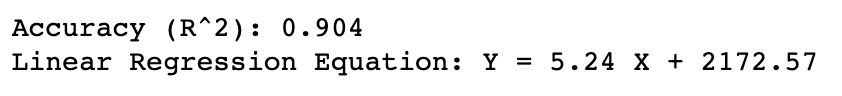 Accuracy (R^2): 0.904
Linear Regression Equation: Y = 5.24 X + 2172.57